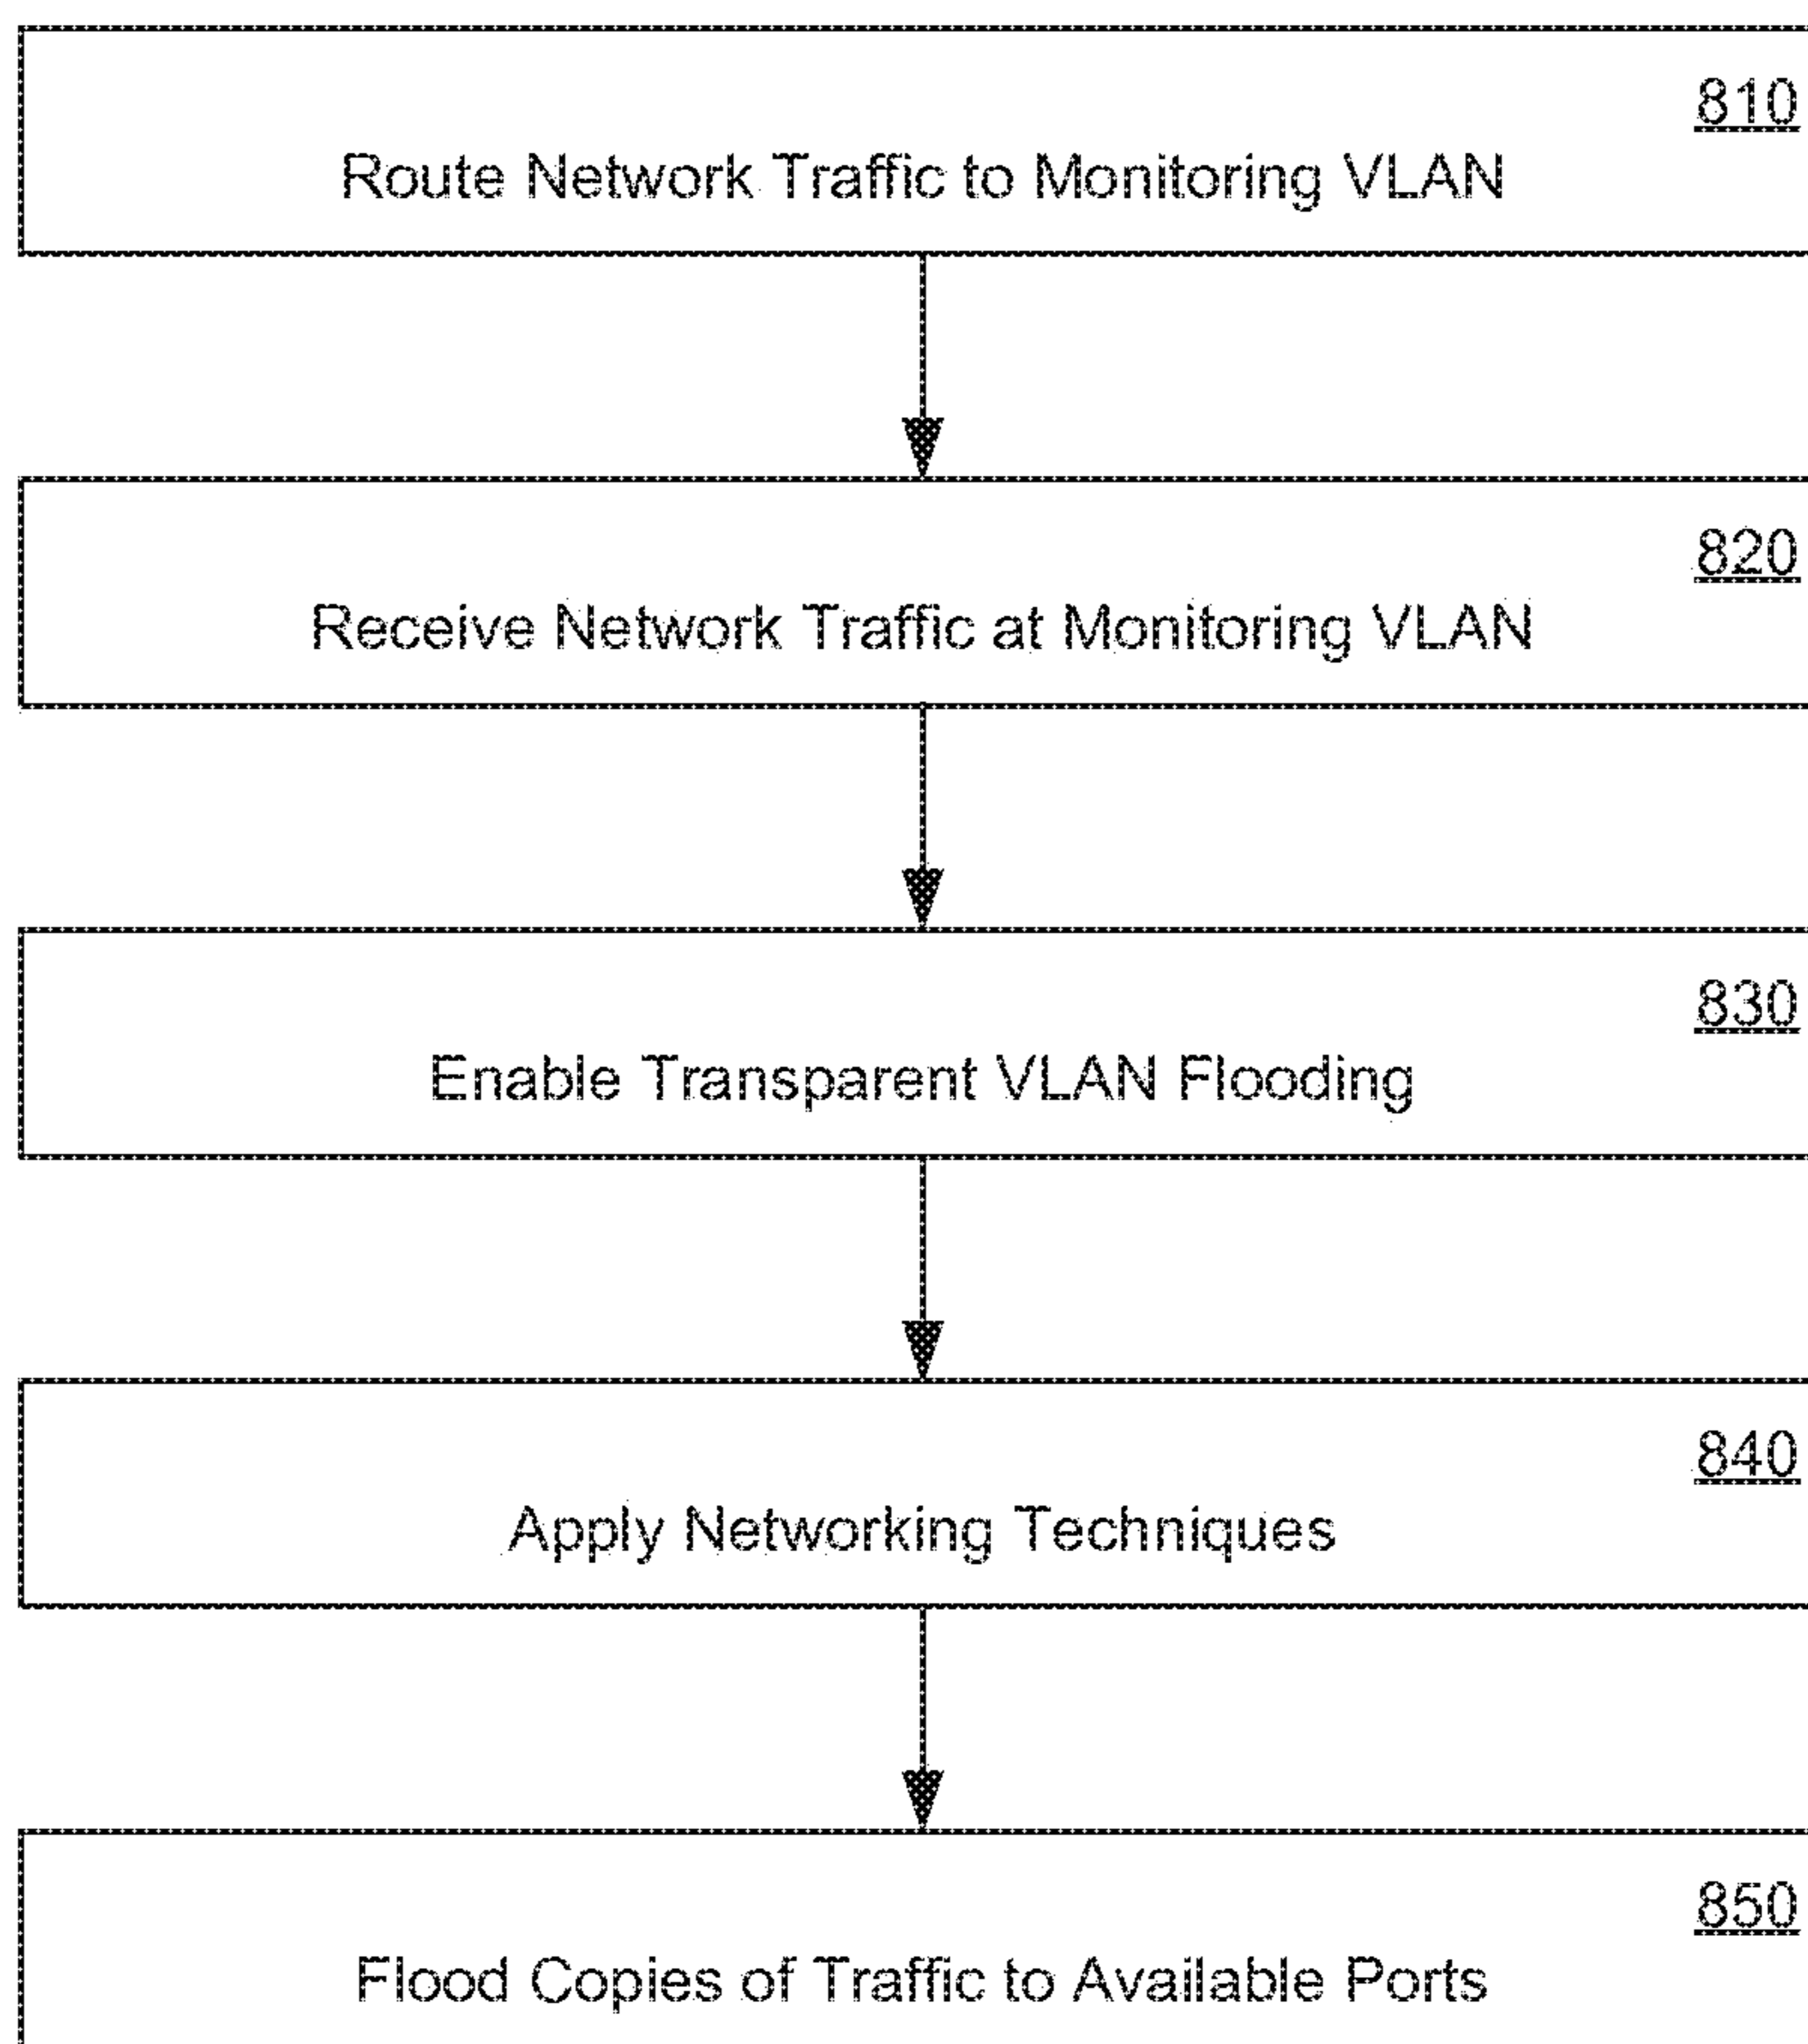 810
Route Network Traffic to Monitoring VLAN
820
Receive Network Traffic at Monitoring VLAN
830
Enable Transparent VLAN Flooding
840
Apply Networking Techniques
850
Flood Copies of Traffic to Available Ports